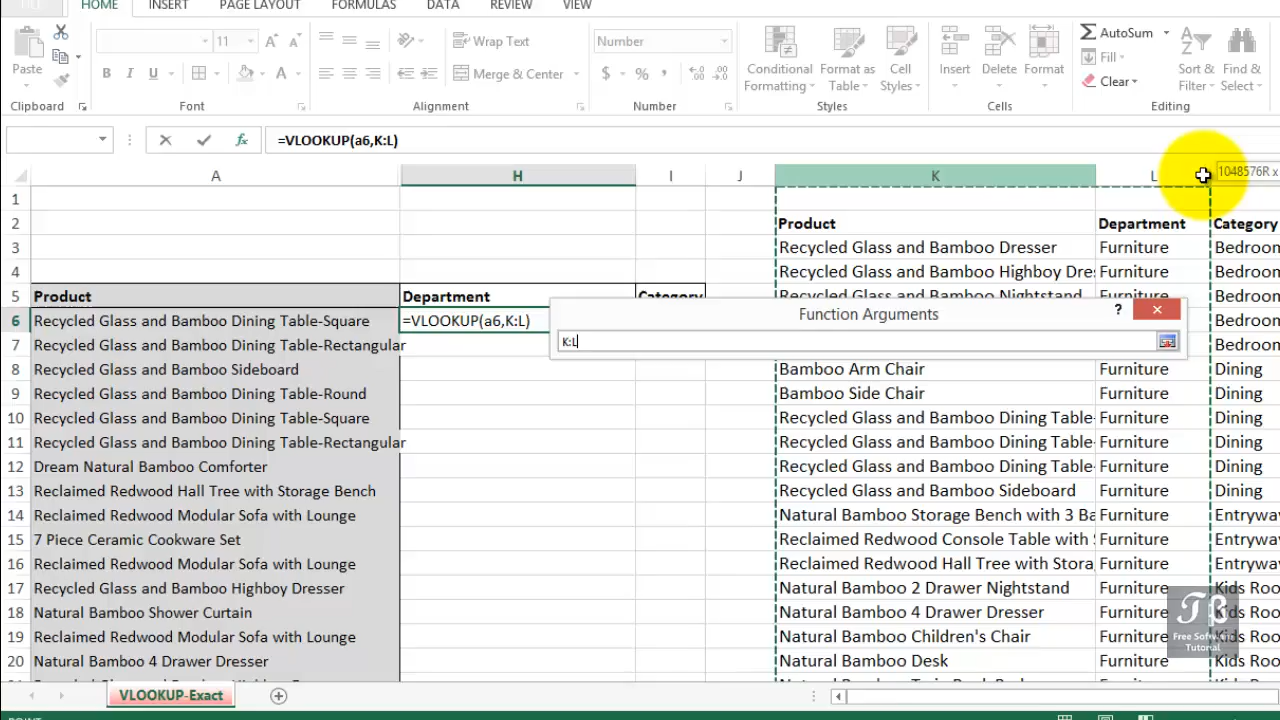 FILE HOME INSERT PAGE LAYOUT FORMULAS DATA REVIEW VIEW
11 A A Wrap Text Number AutoSum
Paste B I U A Merge & Center $ % , Conditional Formatting Format as Table Cell Styles Insert Delete Format Fill Clear Sort & Filter Find & Select
Clipboard Font Alignment Number Styles Cells Editing
fx =VLOOKUP(a6,K:L)
A H I J K L 1048576R x
1
2 Product Department Category
3 Recycled Glass and Bamboo Dresser Furniture Bedroom
4 Recycled Glass and Bamboo Highboy Dre Furniture Bedroom
5 Product Department Category Recycled Glass and Bamboo Nightstand Furniture Bedroom
Function Arguments ?
6 Recycled Glass and Bamboo Dining Table-Square =VLOOKUP(a6,K:L) Bedroom
K:L
7 Recycled Glass and Bamboo Dining Table-Rectangular Bedroom
8 Recycled Glass and Bamboo Sideboard Bamboo Arm Chair Furniture Dining
9 Recycled Glass and Bamboo Dining Table-Round Bamboo Side Chair Furniture Dining
10 Recycled Glass and Bamboo Dining Table-Square Recycled Glass and Bamboo Dining Table- Furniture Dining
11 Recycled Glass and Bamboo Dining Table-Rectangular Recycled Glass and Bamboo Dining Table- Furniture Dining
12 Dream Natural Bamboo Comforter Recycled Glass and Bamboo Dining Table- Furniture Dining
13 Reclaimed Redwood Hall Tree with Storage Bench Recycled Glass and Bamboo Sideboard Furniture Dining
14 Reclaimed Redwood Modular Sofa with Lounge Natural Bamboo Storage Bench with 3 Ba Furniture Entryway
15 7 Piece Ceramic Cookware Set Reclaimed Redwood Console Table with Furniture Entryway
16 Reclaimed Redwood Modular Sofa with Lounge Reclaimed Redwood Hall Tree with Stora Furniture Entryway
17 Recycled Glass and Bamboo Highboy Dresser Natural Bamboo 2 Drawer Nightstand Furniture Kids Roo
18 Natural Bamboo Shower Curtain Natural Bamboo 4 Drawer Dresser Furniture Kids Roo
19 Reclaimed Redwood Modular Sofa with Lounge Natural Bamboo Children's Chair Furniture Kids Roo
20 Natural Bamboo 4 Drawer Dresser Natural Bamboo Desk Furniture Kids Roo
Free Software
Tutorial
VLOOKUP-Exact